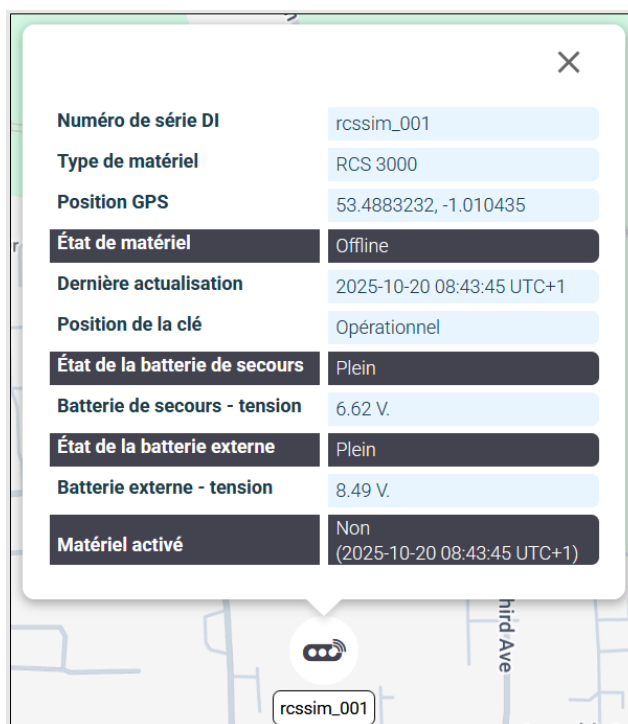 Numéro de série DI rcssim_001
Type de matériel RCS 3000
Position GPS 53.4883232, -1.010435
État de matériel Offline
Dernière actualisation 2025-10-20 08:43:45 UTC+1
Position de la clé Opérationnel
État de la batterie de secours Plein
Batterie de secours - tension 6.62 V.
État de la batterie externe Plein
Batterie externe - tension 8.49 V.
Matériel activé Non
(2025-10-20 08:43:45 UTC+1)
hird Ave
rcssim_001